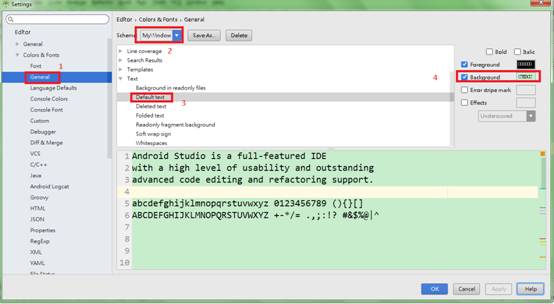 Settings
Editor
General
Colors & Fonts
Font
General
Language Defaults
Console Colors
Console Font
Custom
Debugger
Diff & Merge
VCS
C/C++
Java
Android Logcat
Groovy
HTML
JSON
Properties
RegExp
XML
YAML
File Status
1
Editor › Colors & Fonts › General
Scheme
Save As...
Delete
2
Line coverage
Search Results
Templates
Text
Background in readonly files
Default text
Deleted text
Folded text
Readonly fragment background
Soft wrap sign
Whitespaces
3
Bold
Italic
Foreground
000000
4
Background
Error stripe mark
Effects
Underscored
1 Android Studio is a full-featured IDE
2 with a high level of usability and outstanding
3 advanced code editing and refactoring support.
4
5 abcdefghijklmnopqrstuvwxyz 0123456789 (){}[]
6 ABCDEFGHIJKLMNOPQRSTUVWXYZ +-*/= .,;:!? #&$%@|^
7
8
9
10
OK
Cancel
Apply
Help